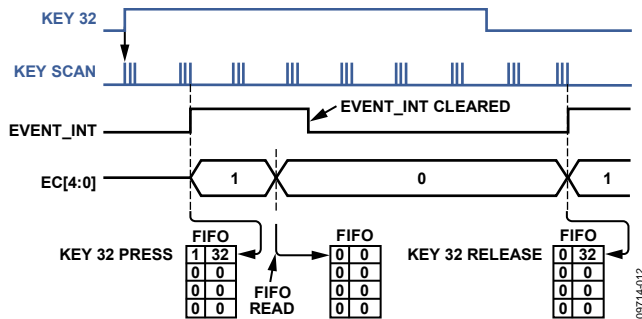 KEY 32
KEY SCAN
EVENT_INT CLEARED
EVENT_INT
EC[4:0] 1 0 1
FIFO FIFO FIFO
KEY 32 PRESS 1 32 0 0 KEY 32 RELEASE 0 32
0 0 0 0 0 0
0 0 FIFO 0 0 0 0
0 0 READ 0 0 0 0
09714-012